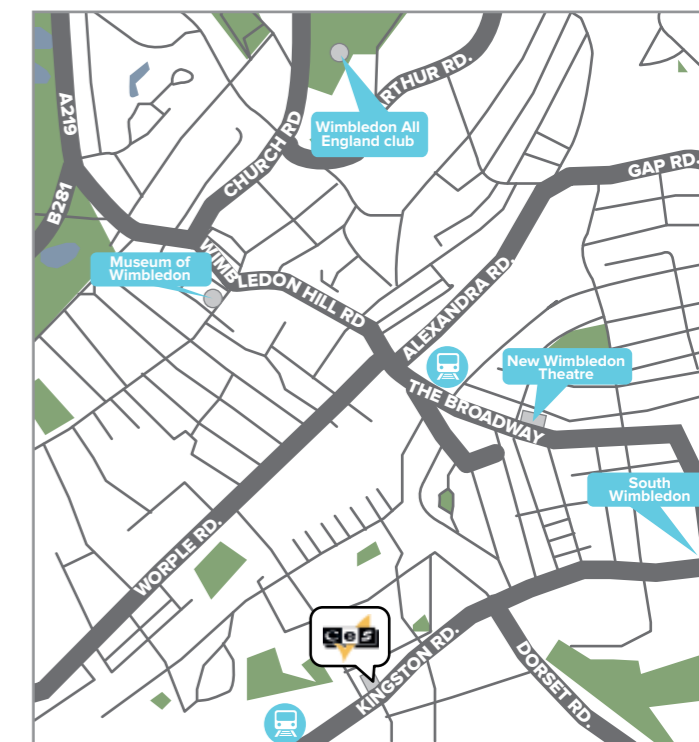 A219
B281
CHURCH RD
RTHUR RD.
Wimbledon All
England club
GAP RD.
Museum of
Wimbledon
WIMBLEDON HILL RD
ALEXANDRA RD.
New Wimbledon
Theatre
THE BROADWAY
South
Wimbledon
WORPLE RD.
CeS
KINGSTON RD.
DORSET RD.